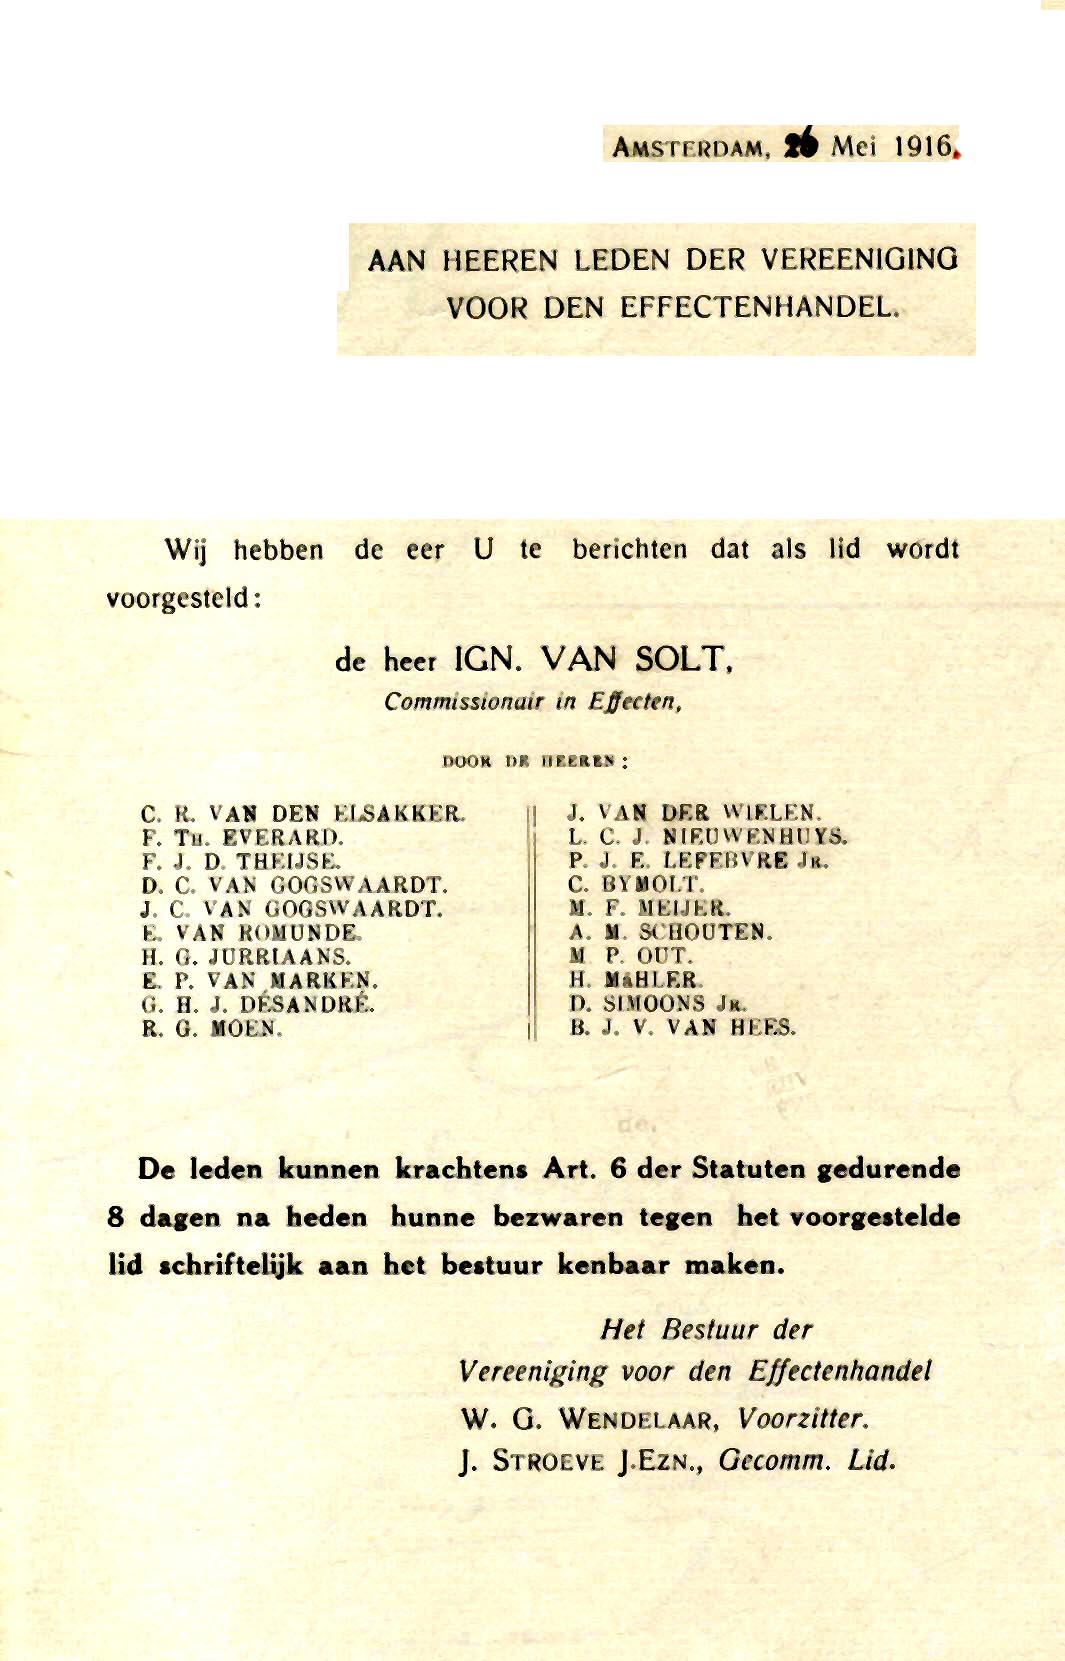 AMSTERDAM, 26 Mei 1916.
AAN HEEREN LEDEN DER VEREENIGING
VOOR DEN EFFECTENHANDEL.
Wij hebben de eer U te berichten dat als lid wordt
voorgesteld:
de heer IGN. VAN SOLT,
Commissionair in Effecten,
DOOR DE HEEREN:
C. R. VAN DEN ELSAKKER.
F. TH. EVERARD.
F. J. D. THEIJSE.
D. C. VAN GOGSWAARDT.
J. C. VAN GOGSWAARDT.
E. VAN ROMUNDE.
H. G. JURRIAANS.
E. P. VAN MARKEN.
G. H. J. DÉSANDRÉ.
R. G. MOEN.
J. VAN DER WIELEN.
L. C. J. NIEUWENHUYS.
P. J. E. LEFEBVRE JR.
C. BYMOLT.
M. F. MEIJER.
A. M. SCHOUTEN.
M. P. OUT.
H. MäHLER.
D. SIMOONS JR.
B. J. V. VAN HEES.
De leden kunnen krachtens Art. 6 der Statuten gedurende
8 dagen na heden hunne bezwaren tegen het voorgestelde
lid schriftelijk aan het bestuur kenbaar maken.
Het Bestuur der
Vereeniging voor den Effectenhandel
W. G. WENDELAAR, Voorzitter.
J. STROEVE J.EZN., Gecomm. Lid.